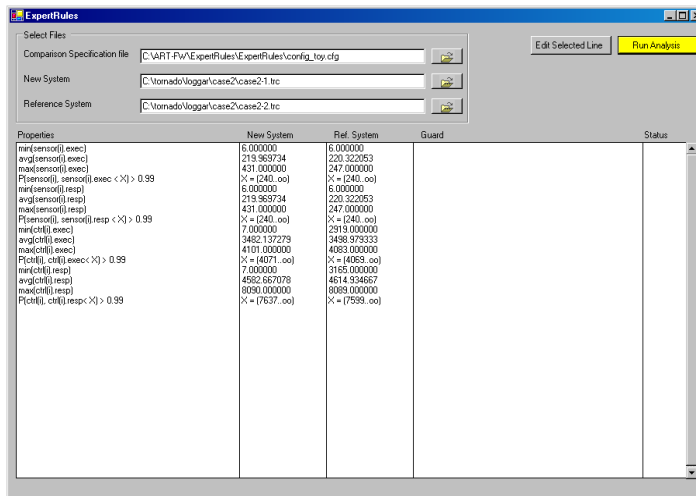 ExpertRules
Select Files
Comparison Specification file C:\ART-FW\ExpertRules\ExpertRules\config_toy.cfg
Edit Selected Line Run Analysis
New System C:\tornado\loggar\case2\case2-1.trc
Reference System C:\tornado\loggar\case2\case2-2.trc
Properties New System Ref. System Guard Status
min(sensor(i).exec) 6.000000 6.000000
avg(sensor(i).exec) 219.969734 220.322053
max(sensor(i).exec) 431.000000 247.000000
P(sensor(i), sensor(i).exec < X) > 0.99 X = (240..oo) X = (240..oo)
min(sensor(i).resp) 6.000000 6.000000
avg(sensor(i).resp) 219.969734 220.322053
max(sensor(i).resp) 431.000000 247.000000
P(sensor(i), sensor(i).resp < X) > 0.99 X = (240..oo) X = (240..oo)
min(ctrl(i).exec) 7.000000 2919.000000
avg(ctrl(i).exec) 3482.137279 3498.979333
max(ctrl(i).exec) 4101.000000 4083.000000
P(ctrl(i), ctrl(i).exec< X) > 0.99 X = (4071..oo) X = (4069..oo)
min(ctrl(i).resp) 7.000000 3165.000000
avg(ctrl(i).resp) 4582.667078 4614.934667
max(ctrl(i).resp) 8090.000000 8089.000000
P(ctrl(i), ctrl(i).resp< X) > 0.99 X = (7637..oo) X = (7599..oo)